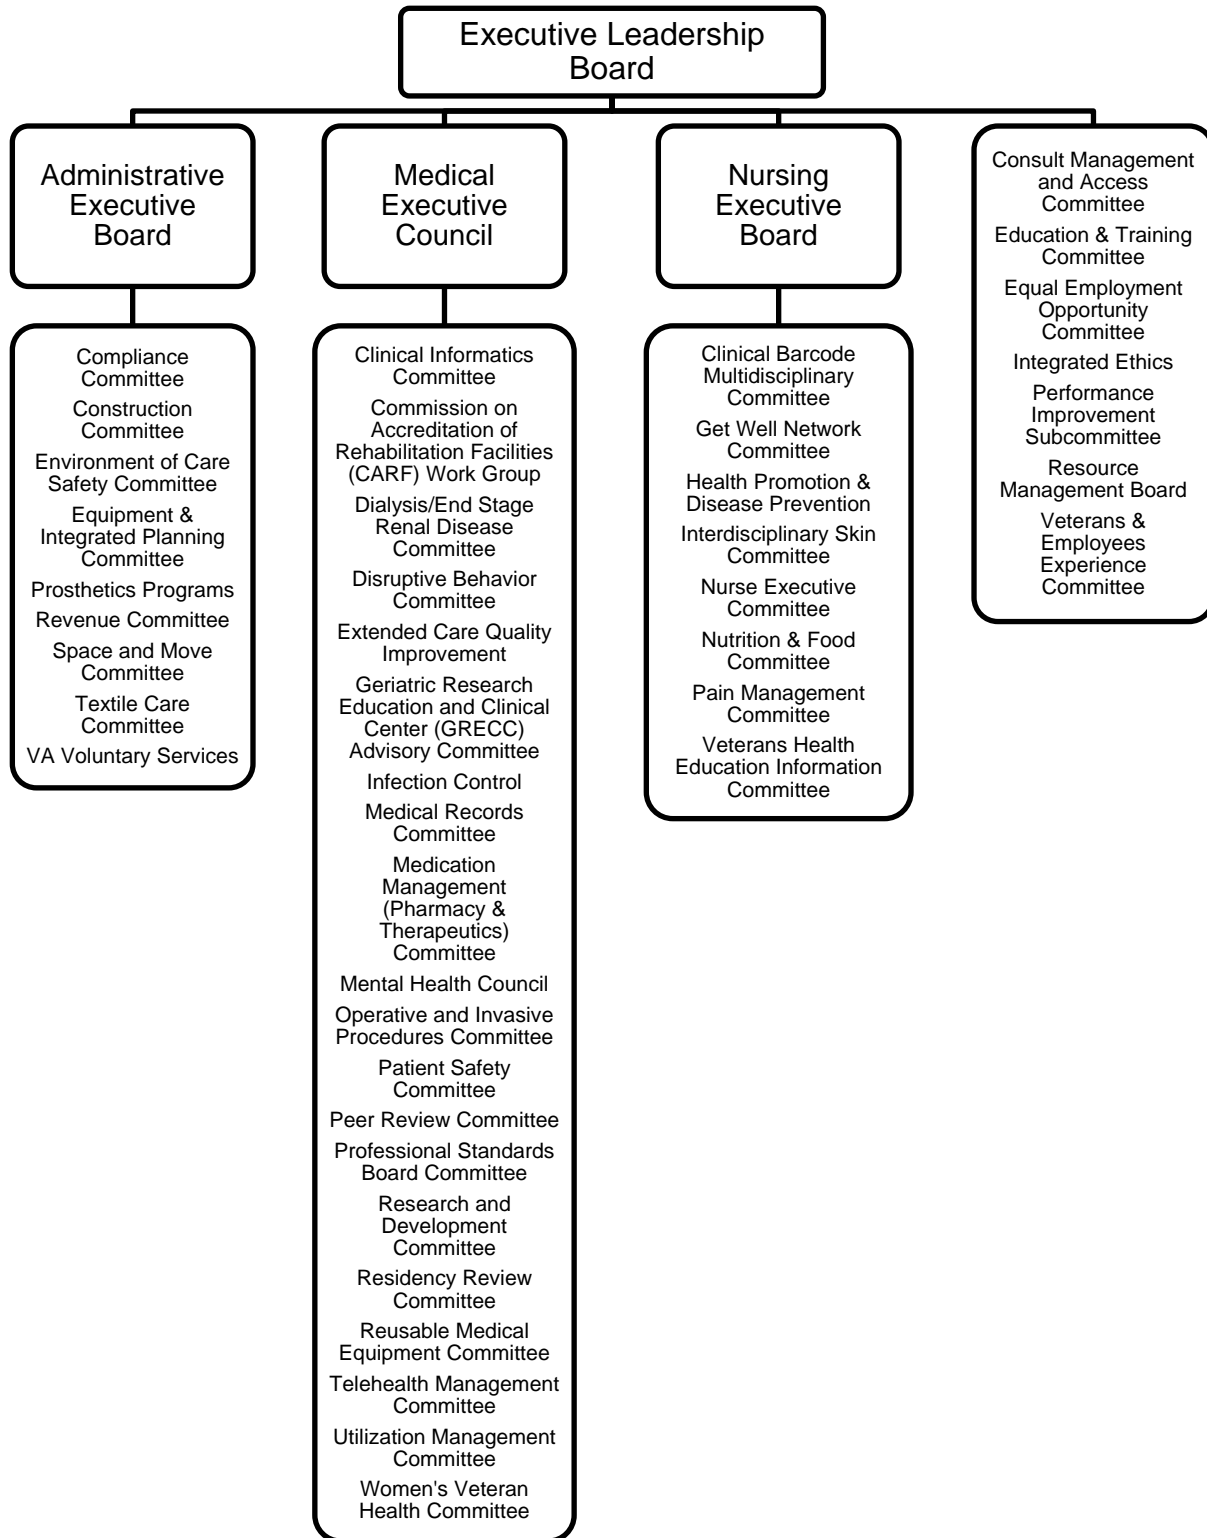 Executive Leadership
Board
Administrative
Executive
Board
Medical
Executive
Council
Nursing
Executive
Board
Consult Management
and Access
Committee
Education & Training
Committee
Equal Employment
Opportunity
Committee
Integrated Ethics
Performance
Improvement
Subcommittee
Resource
Management Board
Veterans &
Employees
Experience
Committee
Compliance
Committee
Construction
Committee
Environment of Care
Safety Committee
Equipment &
Integrated Planning
Committee
Prosthetics Programs
Revenue Committee
Space and Move
Committee
Textile Care
Committee
VA Voluntary Services
Clinical Informatics
Committee
Commission on
Accreditation of
Rehabilitation Facilities
(CARF) Work Group
Dialysis/End Stage
Renal Disease
Committee
Disruptive Behavior
Committee
Extended Care Quality
Improvement
Geriatric Research
Education and Clinical
Center (GRECC)
Advisory Committee
Infection Control
Medical Records
Committee
Medication
Management
(Pharmacy &
Therapeutics)
Committee
Mental Health Council
Operative and Invasive
Procedures Committee
Patient Safety
Committee
Peer Review Committee
Professional Standards
Board Committee
Research and
Development
Committee
Residency Review
Committee
Reusable Medical
Equipment Committee
Telehealth Management
Committee
Utilization Management
Committee
Women's Veteran
Health Committee
Clinical Barcode
Multidisciplinary
Committee
Get Well Network
Committee
Health Promotion &
Disease Prevention
Interdisciplinary Skin
Committee
Nurse Executive
Committee
Nutrition & Food
Committee
Pain Management
Committee
Veterans Health
Education Information
Committee